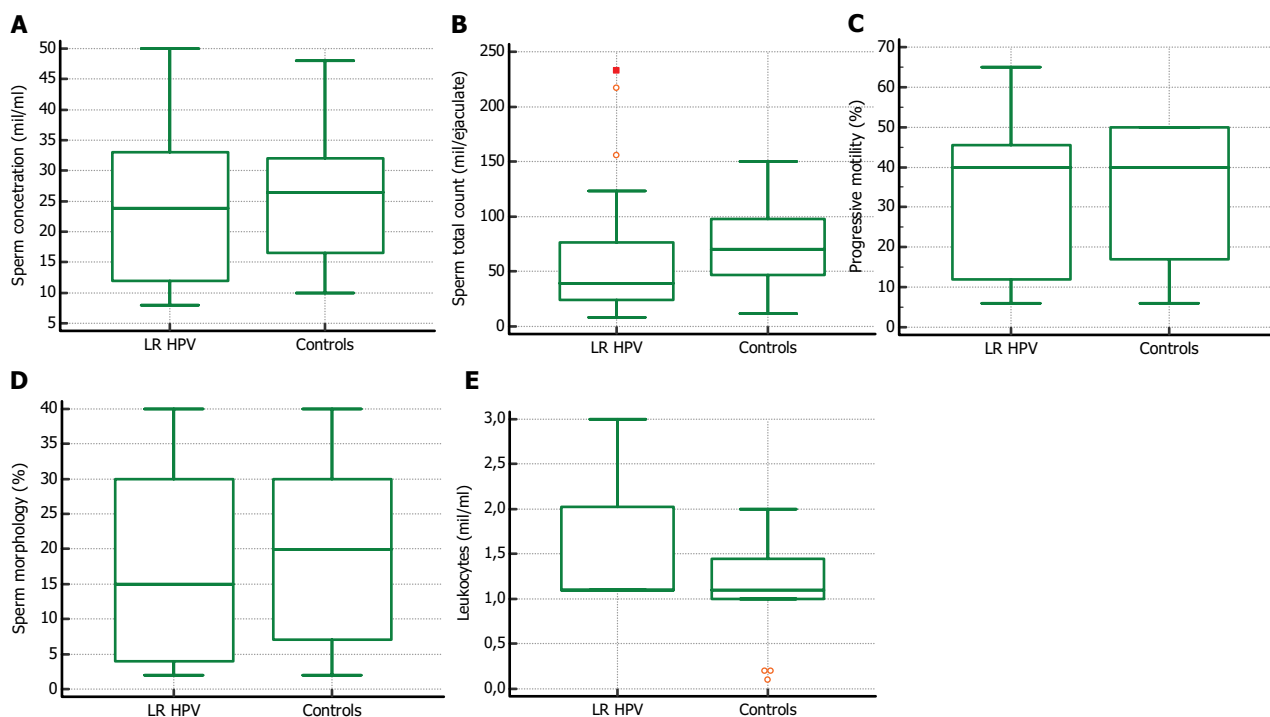 A
Sperm concetration (mil/ml)
50
45
40
35
30
25
20
15
10
5
LR HPV
Controls
B
Sperm total count (mil/ejaculate)
250
200
150
100
50
0
LR HPV
Controls
C
Progressive motility (%)
70
60
50
40
30
20
10
0
LR HPV
Controls
D
Sperm morphology (%)
40
35
30
25
20
15
10
5
0
LR HPV
Controls
E
Leukocytes (mil/ml)
3,0
2,5
2,0
1,5
1,0
0,5
0,0
LR HPV
Controls